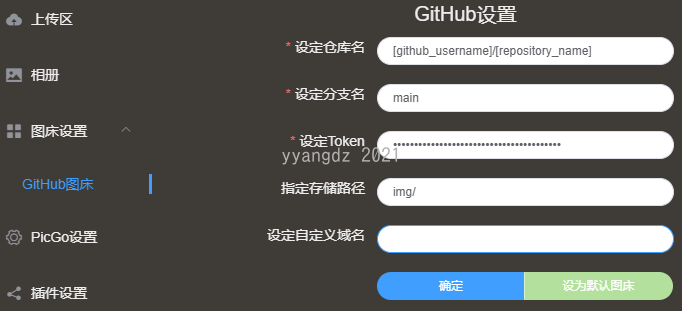 GitHub设置
上传区
相册
图床设置
GitHub图床
PicGo设置
插件设置
* 设定仓库名
[github_username]/[repository_name]
* 设定分支名
main
* 设定Token
••••••••••••••••••••••••••••••••••••••••
yyangdz 2021
指定存储路径
img/
设定自定义域名
确定
设为默认图床